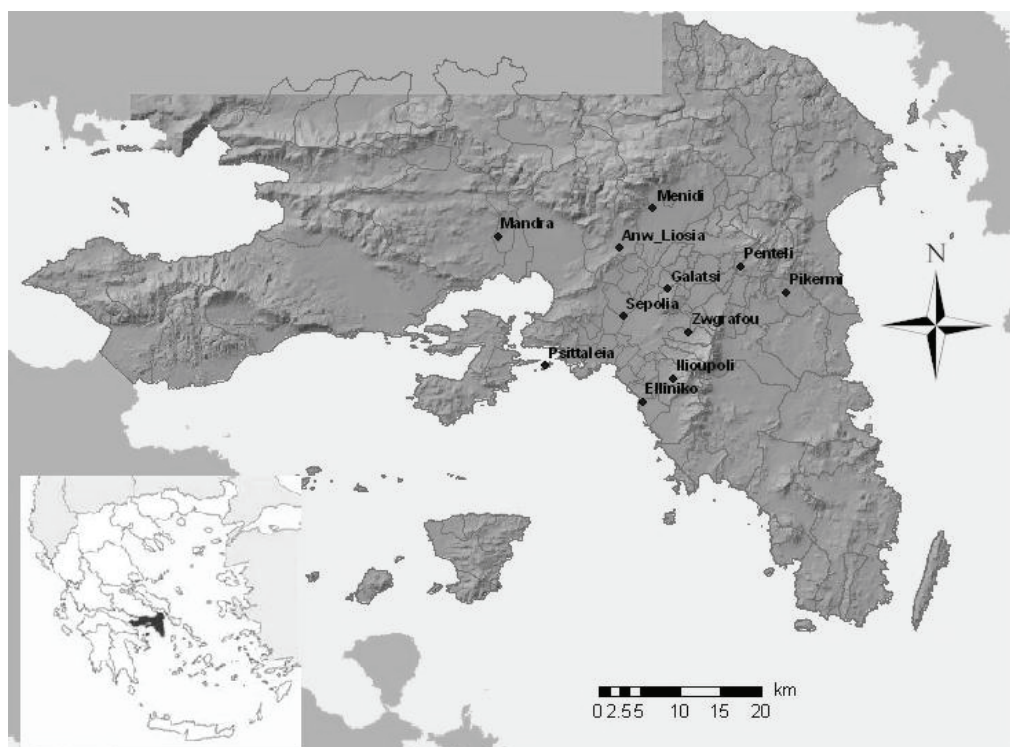 Menidi
Mandra
Anw_Liosia
Penteli
Galatsi
Pikermi
N
Sepolia
Zwgrafou
Psittaleia
Ilioupoli
Elliniko
km
0 2.5 5 10 15 20